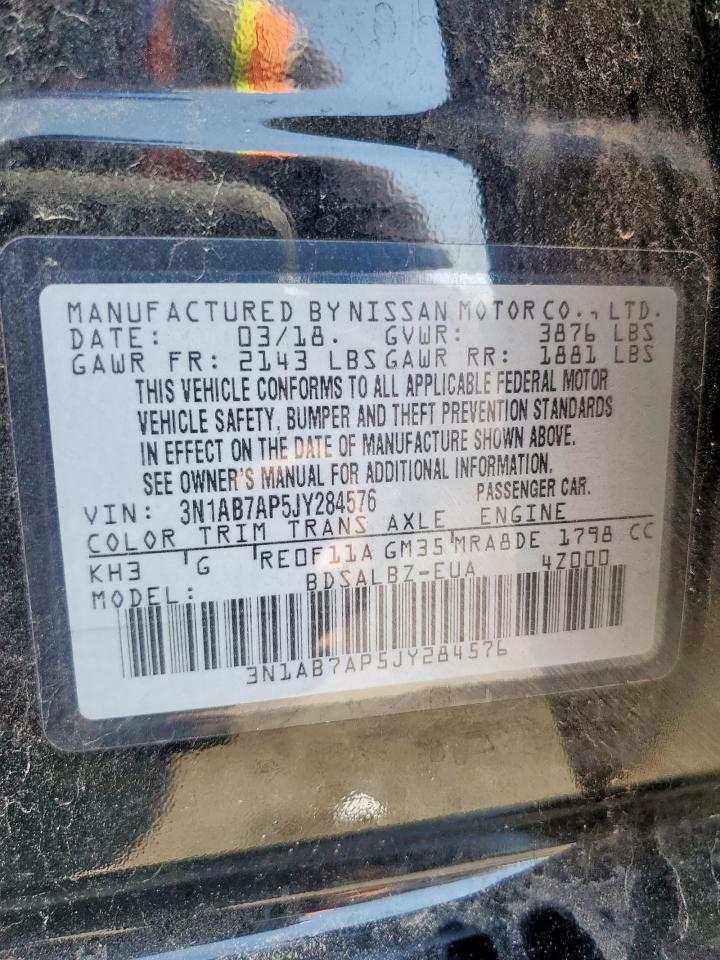 MANUFACTURED BY NISSAN MOTOR CO., LTD.
DATE: 03/18. GVWR: 3876 LBS
GAWR FR: 2143 LBS GAWR RR: 1881 LBS
THIS VEHICLE CONFORMS TO ALL APPLICABLE FEDERAL MOTOR
VEHICLE SAFETY, BUMPER AND THEFT PREVENTION STANDARDS
IN EFFECT ON THE DATE OF MANUFACTURE SHOWN ABOVE.
SEE OWNER'S MANUAL FOR ADDITIONAL INFORMATION.
VIN: 3N1AB7AP5JY284576 PASSENGER CAR.
COLOR TRIM TRANS AXLE ENGINE
KH3 G RE0F11A GM35 MRA8DE 1798 CC
MODEL: BDSALBZ-EUA 4Z000
3N1AB7AP5JY284576